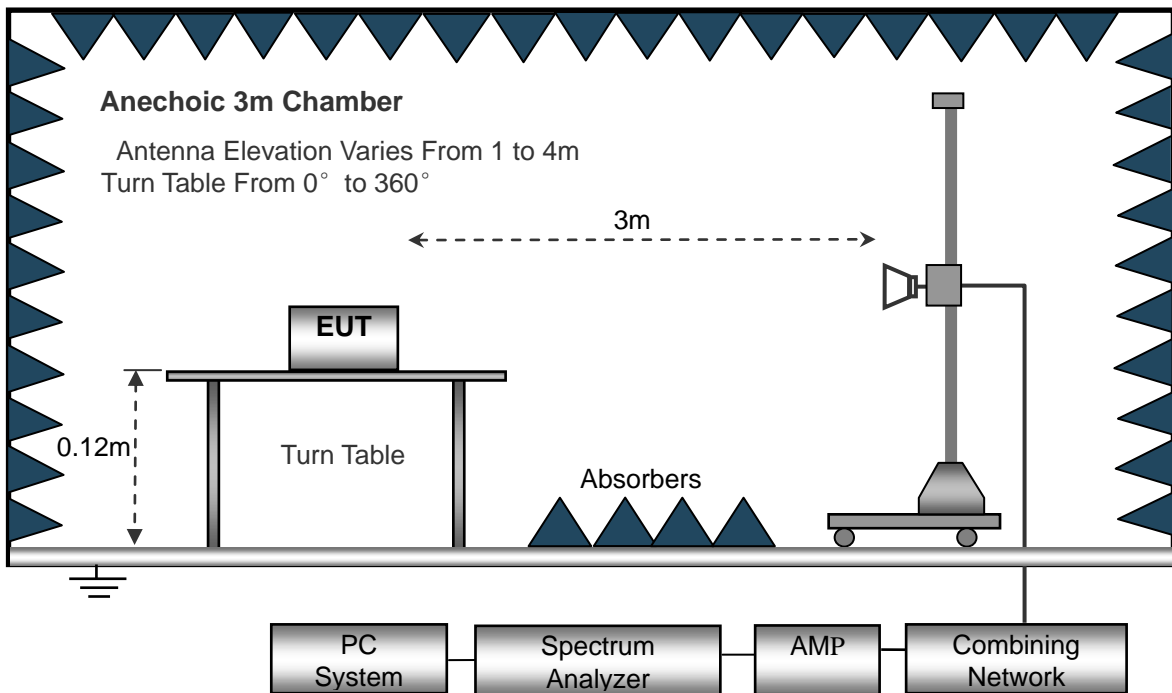 Anechoic 3m Chamber
Antenna Elevation Varies From 1 to 4m
Turn Table From 0° to 360°
3m
EUT
0.12m
Turn Table
Absorbers
PC
System
Spectrum
Analyzer
AMP
Combining
Network